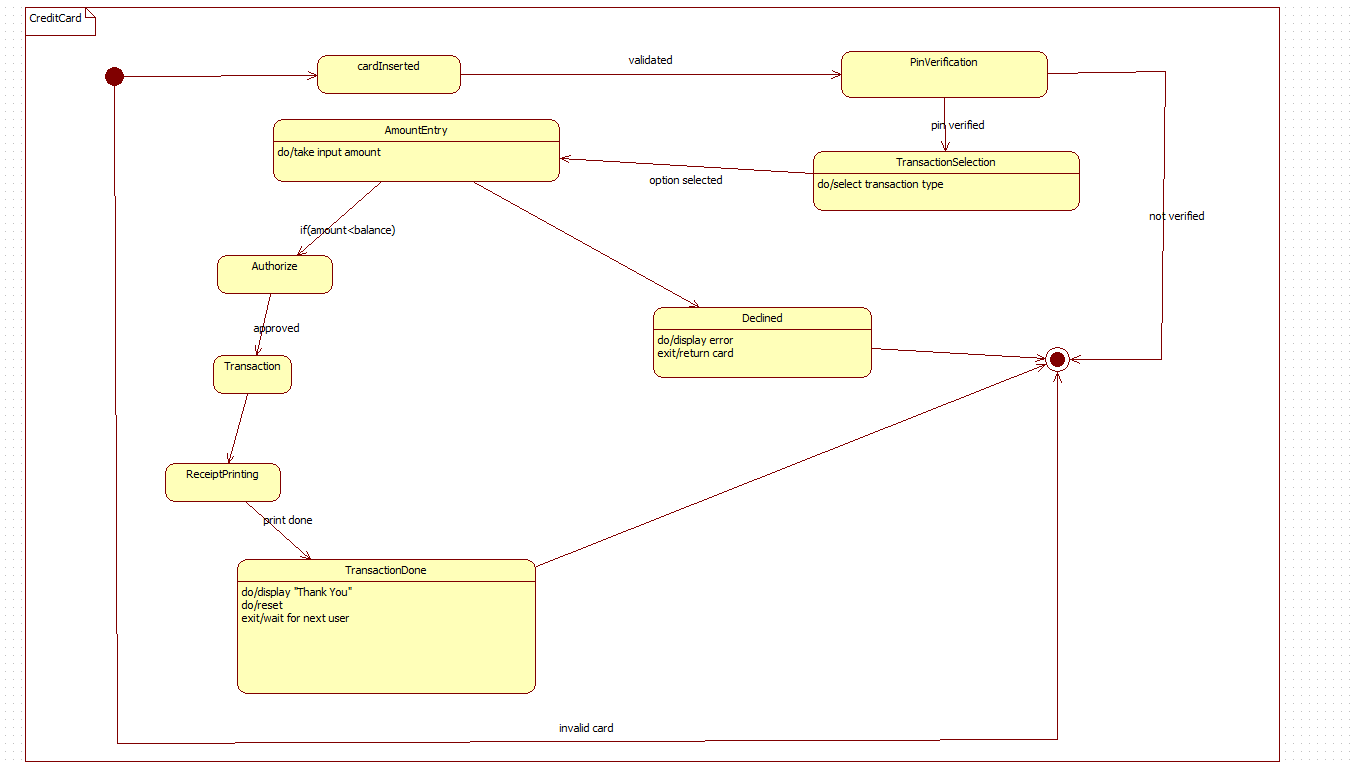 CreditCard
cardInserted
validated
PinVerification
pin verified
AmountEntry
do/take input amount
TransactionSelection
do/select transaction type
option selected
not verified
if(amount<balance)
Authorize
approved
Declined
do/display error
exit/return card
Transaction
ReceiptPrinting
print done
TransactionDone
do/display "Thank You"
do/reset
exit/wait for next user
invalid card